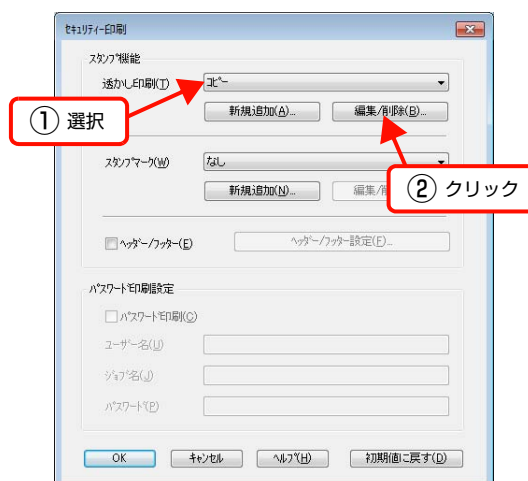 セキュリティー印刷
スタンプ機能
透かし印刷(T) コピー
新規追加(A)... 編集/削除(B)...
① 選択
スタンプマーク(W) なし
新規追加(N)... 編集/削
② クリック
ヘッダー/フッター(E) ヘッダー/フッター設定(F)...
パスワード印刷設定
パスワード印刷(C)
ユーザー名(U)
ジョブ名(J)
パスワード(P)
OK キャンセル ヘルプ(H) 初期値に戻す(D)